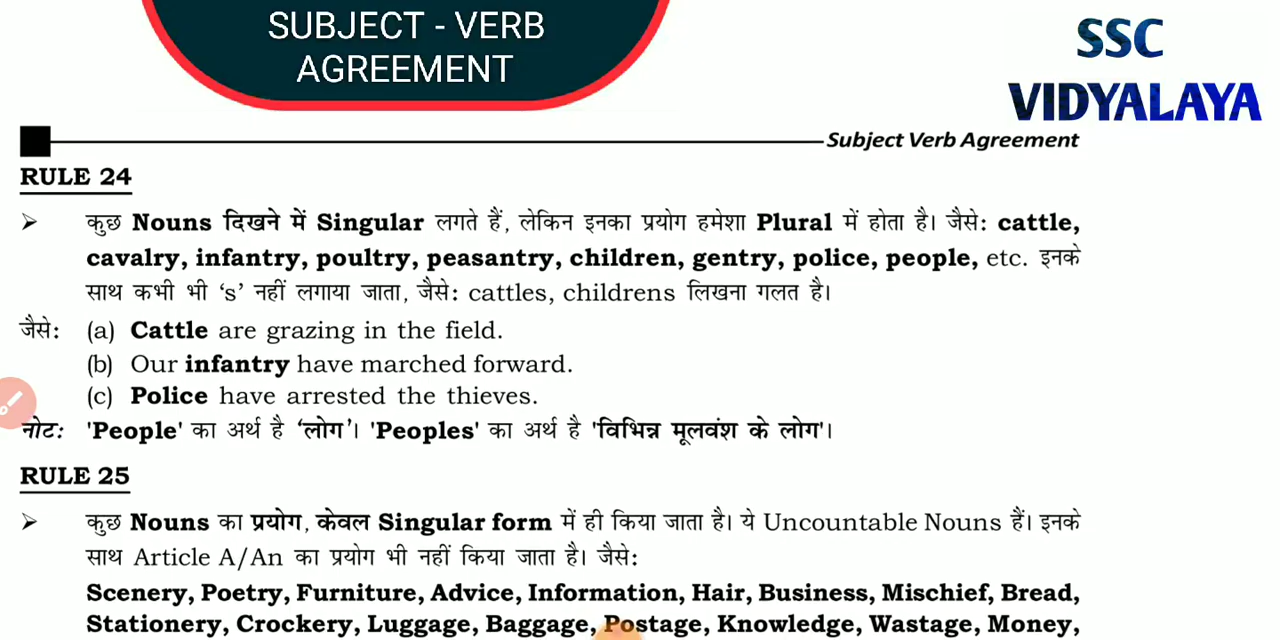 SUBJECT - VERB
AGREEMENT
SSC
VIDYALAYA
Subject Verb Agreement
RULE 24
➢ कुछ Nouns दिखने में Singular लगते हैं, लेकिन इनका प्रयोग हमेशा Plural में होता है। जैसे: cattle,
cavalry, infantry, poultry, peasantry, children, gentry, police, people, etc. इनके
साथ कभी भी ‘s’ नहीं लगाया जाता, जैसे: cattles, childrens लिखना गलत है।
जैसे: (a) Cattle are grazing in the field.
(b) Our infantry have marched forward.
(c) Police have arrested the thieves.
नोट: 'People' का अर्थ है ‘लोग’। 'Peoples' का अर्थ है 'विभिन्न मूलवंश के लोग'।
RULE 25
➢ कुछ Nouns का प्रयोग, केवल Singular form में ही किया जाता है। ये Uncountable Nouns हैं। इनके
साथ Article A/An का प्रयोग भी नहीं किया जाता है। जैसे:
Scenery, Poetry, Furniture, Advice, Information, Hair, Business, Mischief, Bread,
Stationery, Crockery, Luggage, Baggage, Postage, Knowledge, Wastage, Money,